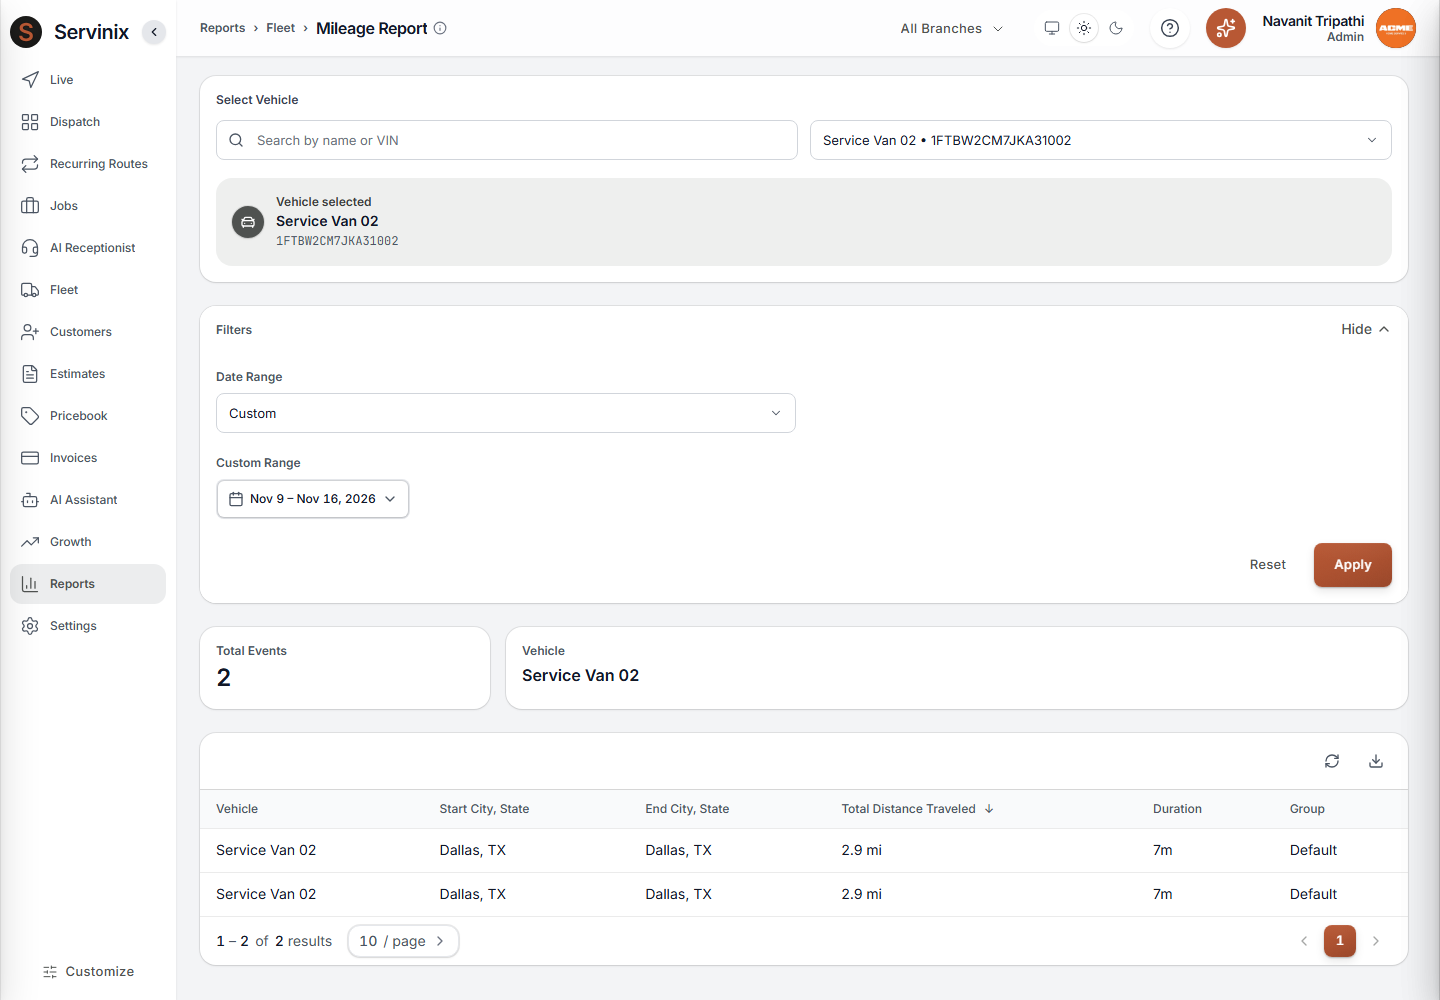 S Servinix
Reports › Fleet › Mileage Report
All Branches
Navanit Tripathi
Admin
ACME
Live
Dispatch
Recurring Routes
Jobs
AI Receptionist
Fleet
Customers
Estimates
Pricebook
Invoices
AI Assistant
Growth
Reports
Settings
Customize
Select Vehicle
Search by name or VIN
Service Van 02 • 1FTBW2CM7JKA31002
Vehicle selected
Service Van 02
1FTBW2CM7JKA31002
Filters
Hide
Date Range
Custom
Custom Range
Nov 9 – Nov 16, 2026
Reset
Apply
Total Events
2
Vehicle
Service Van 02
Vehicle Start City, State End City, State Total Distance Traveled ↓ Duration Group
Service Van 02 Dallas, TX Dallas, TX 2.9 mi 7m Default
Service Van 02 Dallas, TX Dallas, TX 2.9 mi 7m Default
1 – 2 of 2 results
10 / page
1